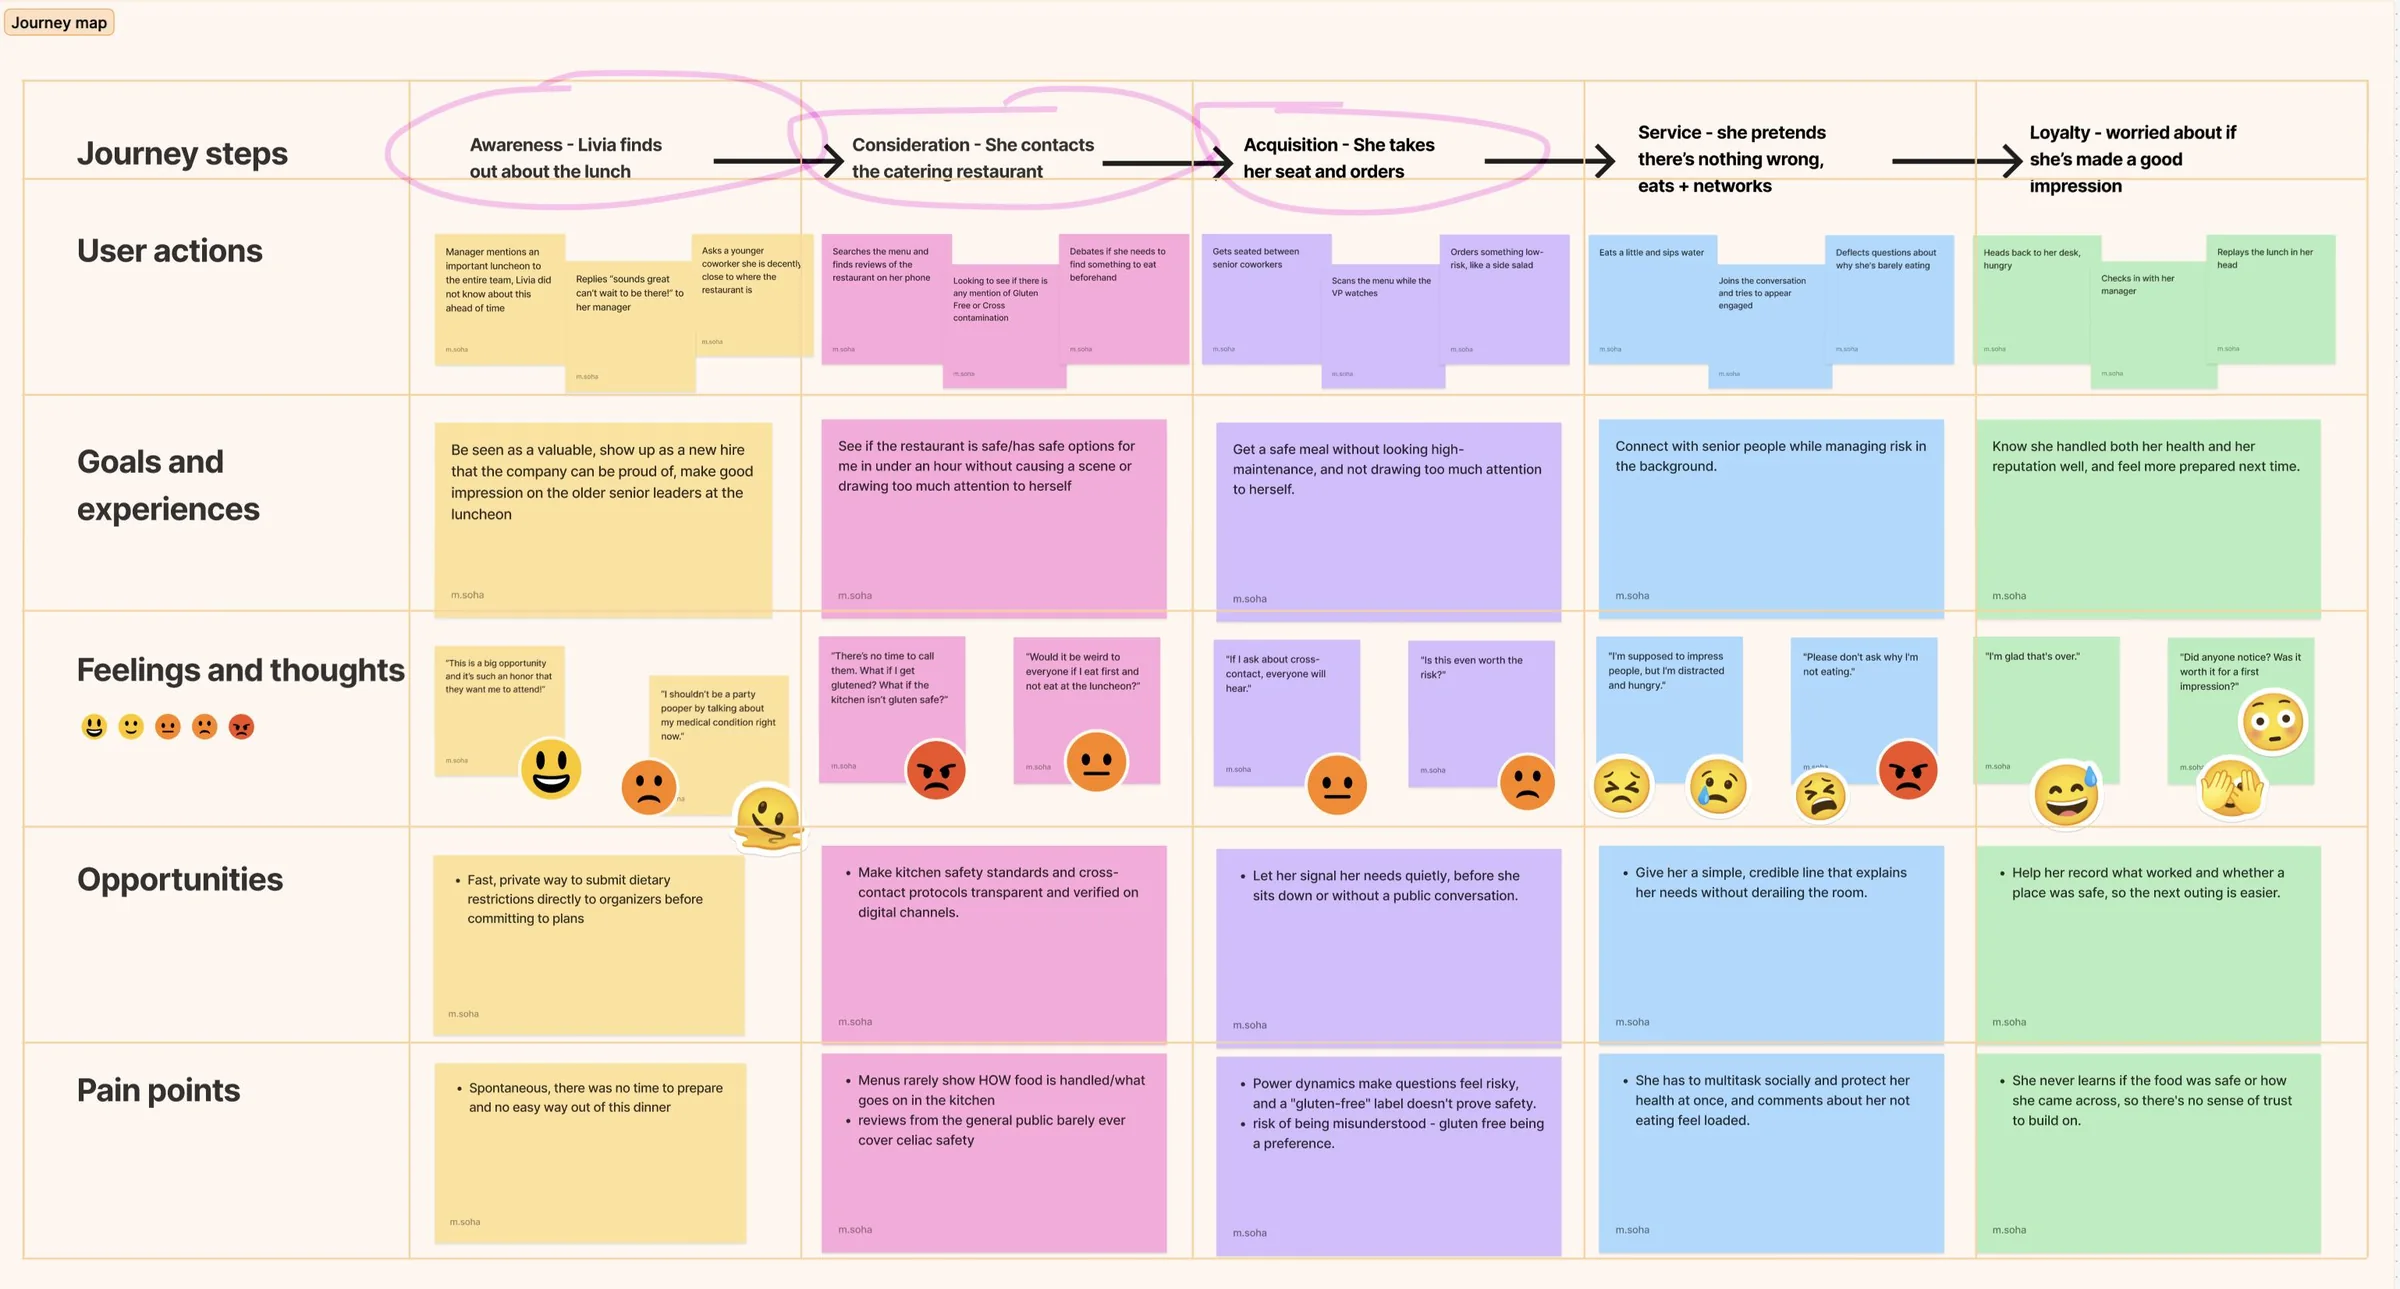 Journey map
Journey steps
Awareness - Livia finds
out about the lunch
Consideration - She contacts
the catering restaurant
Acquisition - She takes
her seat and orders
Service - she pretends
there's nothing wrong,
eats + networks
Loyalty - worried about if
she's made a good
impression
User actions
Manager mentions an
important luncheon to
the entire team, Livia did
not know about this
ahead of time
m.soha
Replies "sounds great
can't wait to be there!" to
her manager
m.soha
Asks a younger
coworker she is decently
close to where the
restaurant is
m.soha
Searches the menu and
finds reviews of the
restaurant on her phone
m.soha
Looking to see if there is
any mention of Gluten
Free or Cross
contamination
m.soha
Debates if she needs to
find something to eat
beforehand
m.soha
Gets seated between
senior coworkers
m.soha
Scans the menu while the
VP watches
m.soha
Orders something low-
risk, like a side salad
m.soha
Eats a little and sips water
m.soha
Joins the conversation
and tries to appear
engaged
m.soha
Deflects questions about
why she's barely eating
m.soha
Heads back to her desk,
hungry
m.soha
Checks in with her
manager
m.soha
Replays the lunch in her
head
m.soha
Goals and
experiences
Be seen as a valuable, show up as a new hire
that the company can be proud of, make good
impression on the older senior leaders at the
luncheon
m.soha
See if the restaurant is safe/has safe options for
me in under an hour without causing a scene or
drawing too much attention to herself
m.soha
Get a safe meal without looking high-
maintenance, and not drawing too much attention
to herself.
m.soha
Connect with senior people while managing risk in
the background.
m.soha
Know she handled both her health and her
reputation well, and feel more prepared next time.
m.soha
Feelings and thoughts
"This is a big opportunity
and it's such an honor that
they want me to attend!"
m.soha
"I shouldn't be a party
pooper by talking about
my medical condition right
now."
"There's no time to call
them. What if I get
glutened? What if the
kitchen isn't gluten safe?"
m.soha
"Would it be weird to
everyone if I eat first and
not eat at the luncheon?"
m.soha
"If I ask about cross-
contact, everyone will
hear."
m.soha
"Is this even worth the
risk?"
m.soha
"I'm supposed to impress
people, but I'm distracted
and hungry."
"Please don't ask why I'm
not eating."
"I'm glad that's over."
m.soha
"Did anyone notice? Was it
worth it for a first
impression?"
Opportunities
• Fast, private way to submit dietary
restrictions directly to organizers before
committing to plans
m.soha
• Make kitchen safety standards and cross-
contact protocols transparent and verified on
digital channels.
m.soha
• Let her signal her needs quietly, before she
sits down or without a public conversation.
m.soha
• Give her a simple, credible line that explains
her needs without derailing the room.
m.soha
• Help her record what worked and whether a
place was safe, so the next outing is easier.
m.soha
Pain points
• Spontaneous, there was no time to prepare
and no easy way out of this dinner
m.soha
• Menus rarely show HOW food is handled/what
goes on in the kitchen
• reviews from the general public barely ever
cover celiac safety
m.soha
• Power dynamics make questions feel risky,
and a "gluten-free" label doesn't prove safety.
• risk of being misunderstood - gluten free being
a preference.
m.soha
• She has to multitask socially and protect her
health at once, and comments about her not
eating feel loaded.
m.soha
• She never learns if the food was safe or how
she came across, so there's no sense of trust
to build on.
m.soha